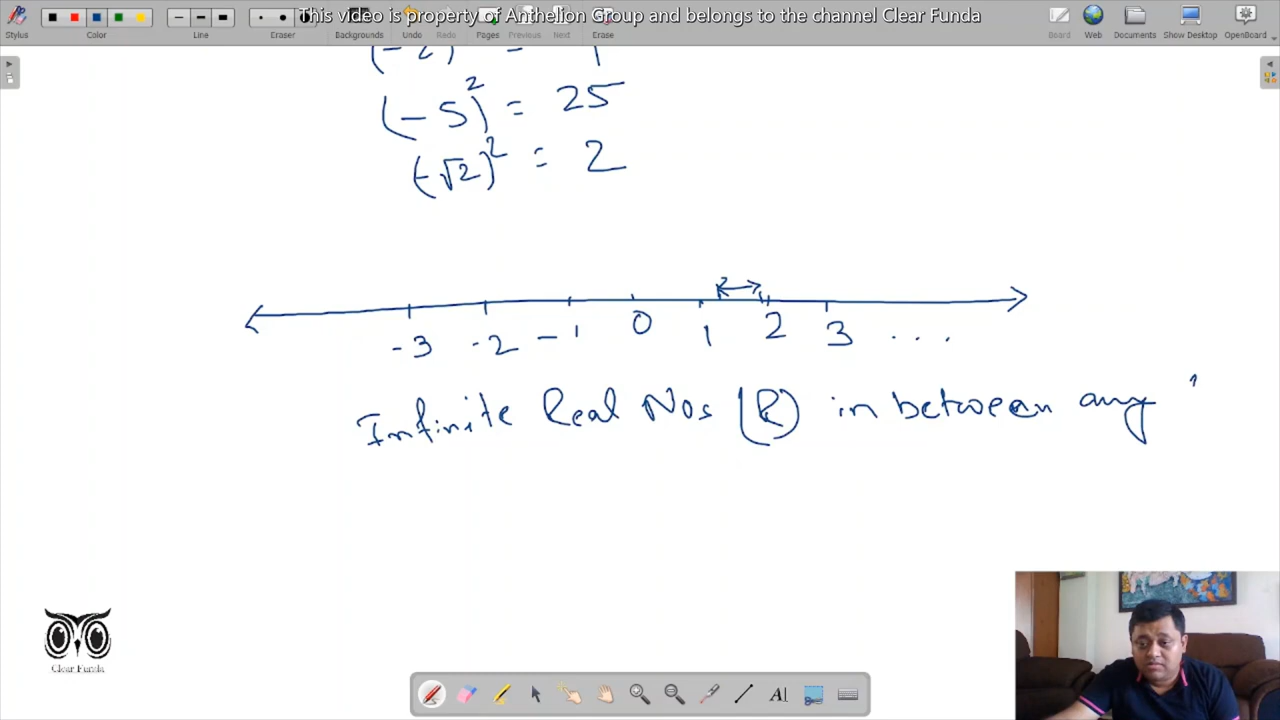 This video is property of Anthelion Group and belongs to the channel Clear Funda
Stylus Color Line Eraser Backgrounds Undo Redo Pages Previous Next Erase Board Web Documents Show Desktop OpenBoard
(-5)² = 25
(-√2)² = 2
-3 -2 -1 0 1 2 3 ...
Infinite Real Nos (R) in between any
Clear Funda